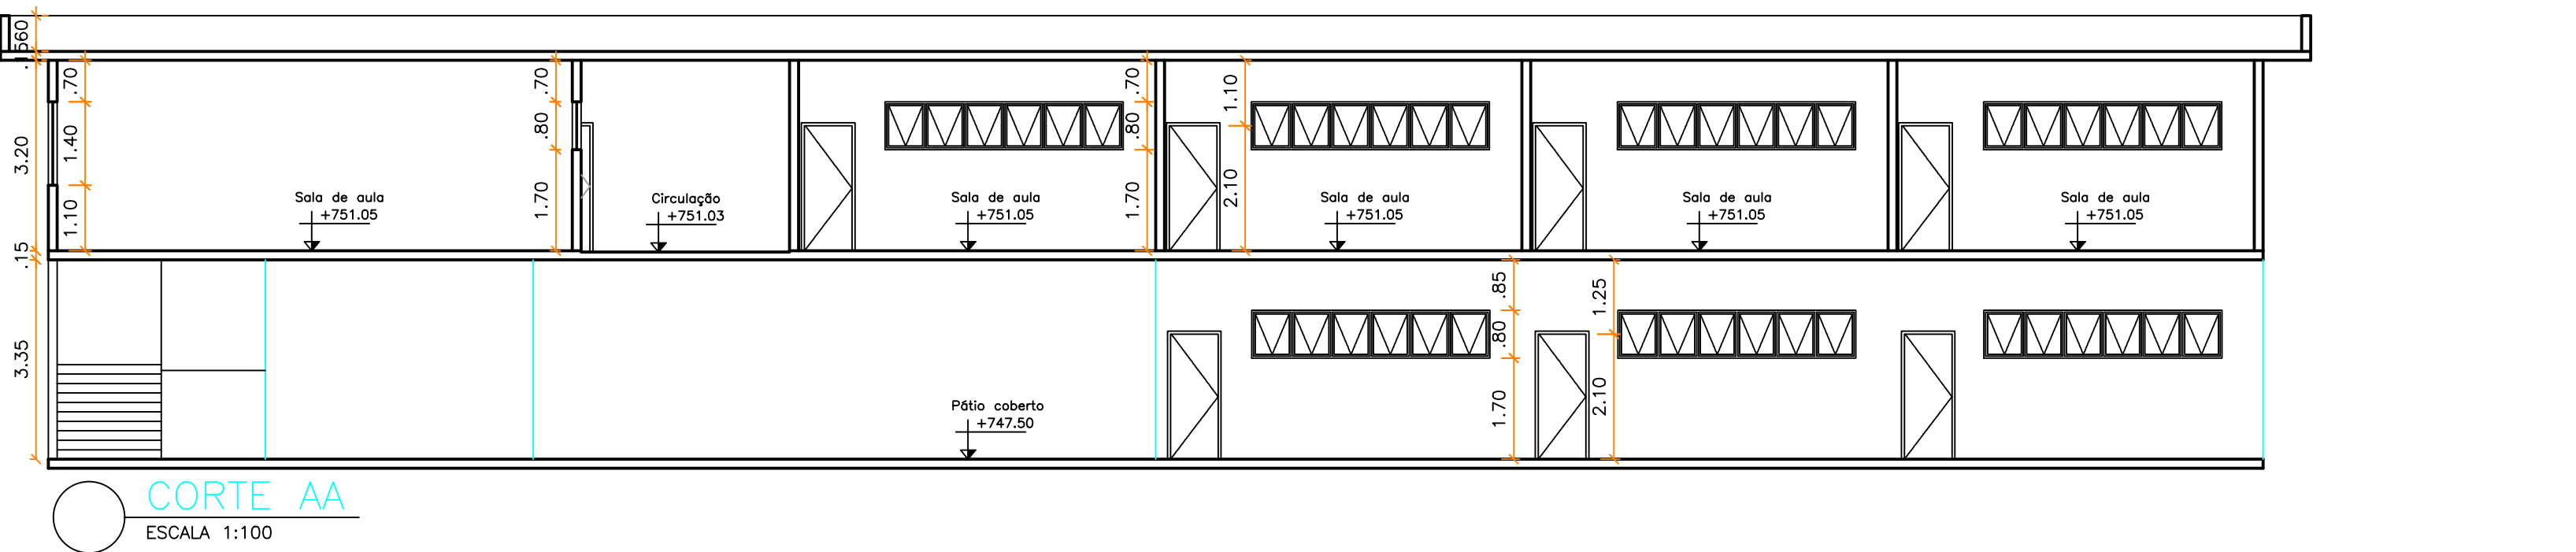 .70
.70
.70
1.10
3.20
1.40
.80
.80
1.10
1.70
1.70
2.10
Sala de aula
+751.05
Circulação
+751.03
Sala de aula
+751.05
Sala de aula
+751.05
Sala de aula
+751.05
Sala de aula
+751.05
.15
3.35
.85
.80
1.70
1.25
2.10
Pátio coberto
+747.50
CORTE AA
ESCALA 1:100